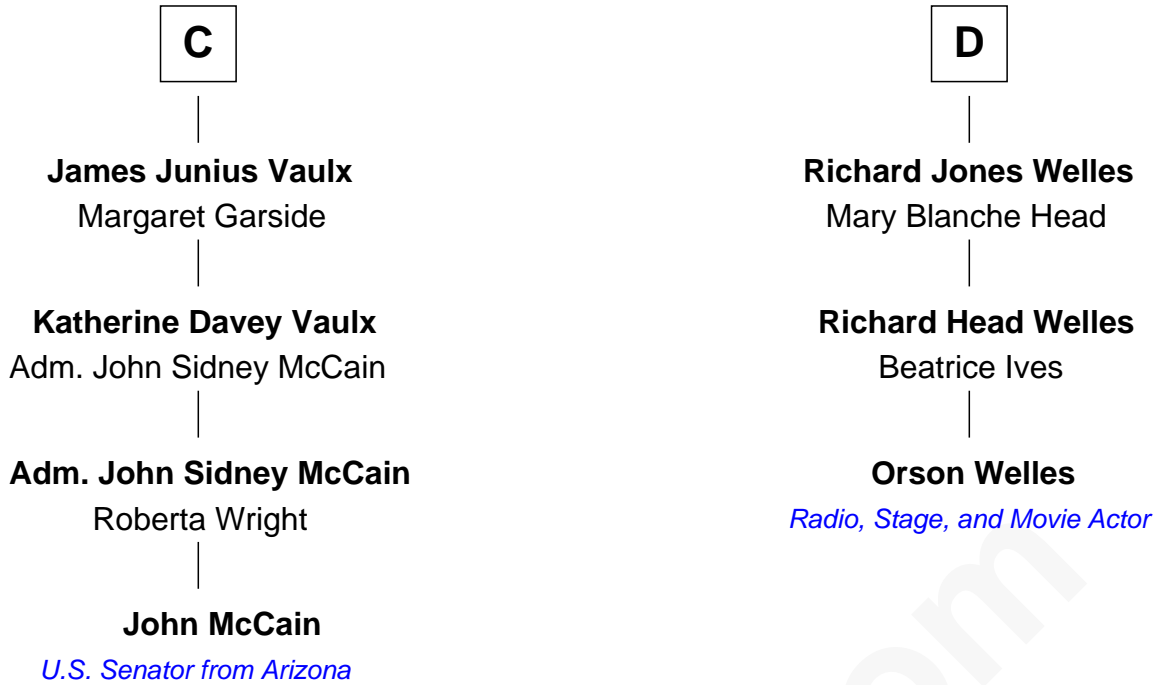 C
James Junius Vaulx
Margaret Garside
Katherine Davey Vaulx
Adm. John Sidney McCain
Adm. John Sidney McCain
Roberta Wright
John McCain
U.S. Senator from Arizona
D
Richard Jones Welles
Mary Blanche Head
Richard Head Welles
Beatrice Ives
Orson Welles
Radio, Stage, and Movie Actor
om